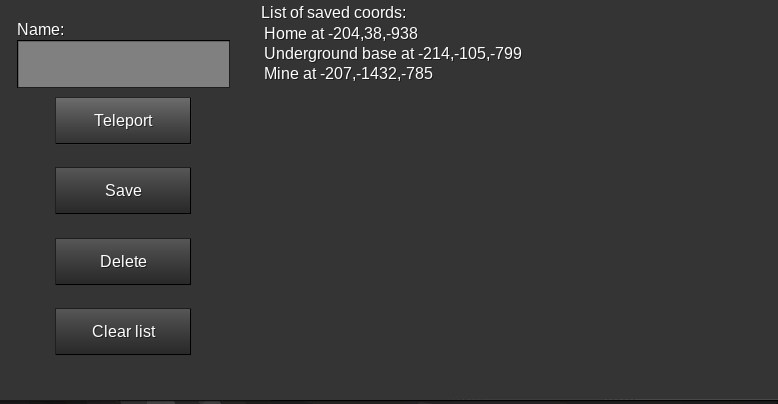 List of saved coords:
Name:
Home at -204,38,-938
Underground base at -214,-105,-799
Mine at -207,-1432,-785
Teleport
Save
Delete
Clear list